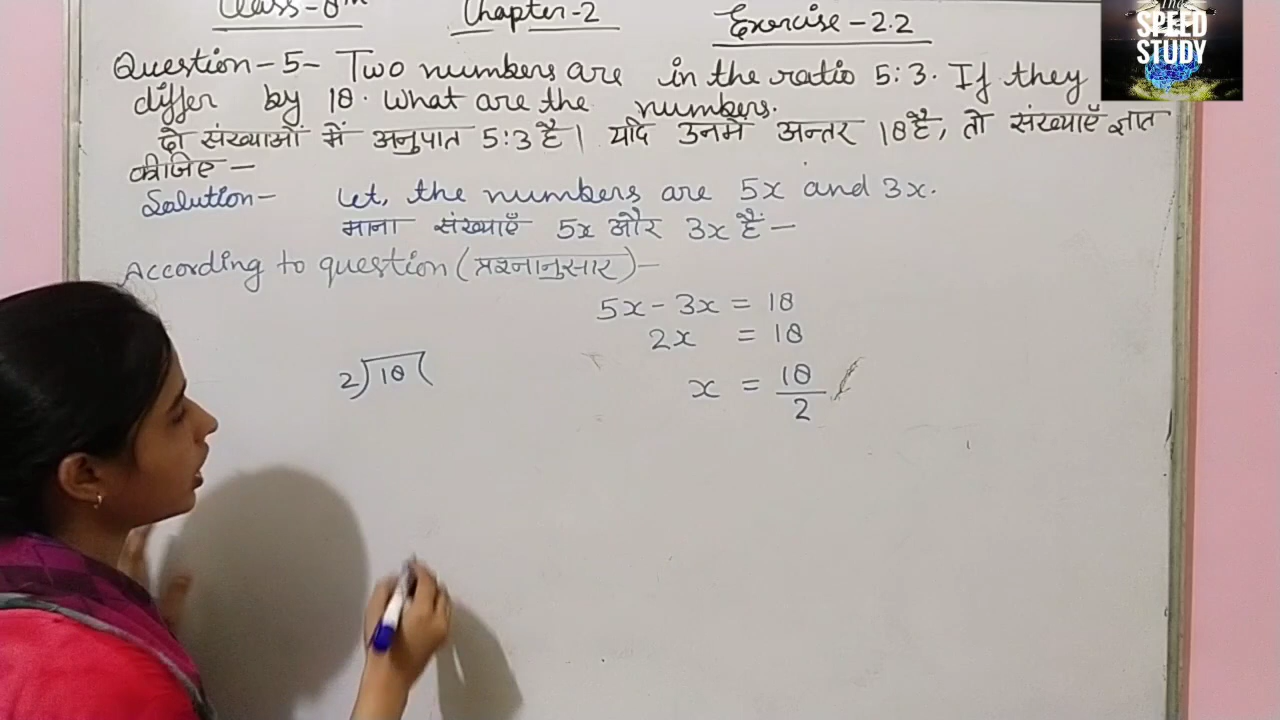 Class-8th Chapter-2 Exercise-2.2
The SPEED STUDY
Question-5- Two numbers are in the ratio 5:3. If they
differ by 18. What are the numbers.
दो संख्याओं में अनुपात 5:3 है। यदि उनमें अन्तर 18 है, तो संख्याएँ ज्ञात
कीजिए-
Solution- Let, the numbers are 5x and 3x.
माना संख्याएँ 5x और 3x हैं-
According to question (प्रश्नानुसार)-
5x-3x = 18
2x = 18
2)18(
x = 18/2